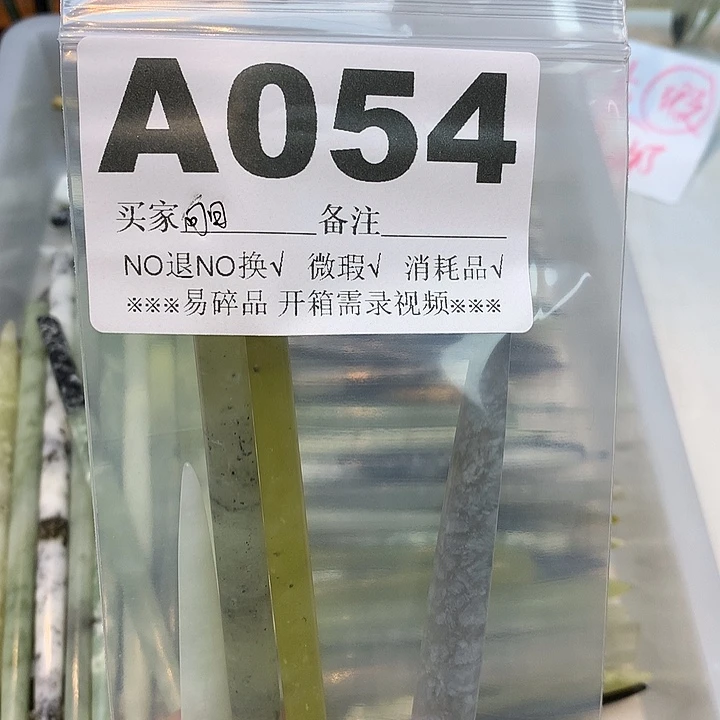 A054
买家 备注
NO退NO换√ 微瑕√ 消耗品√
※※※易碎品 开箱需录视频※※※